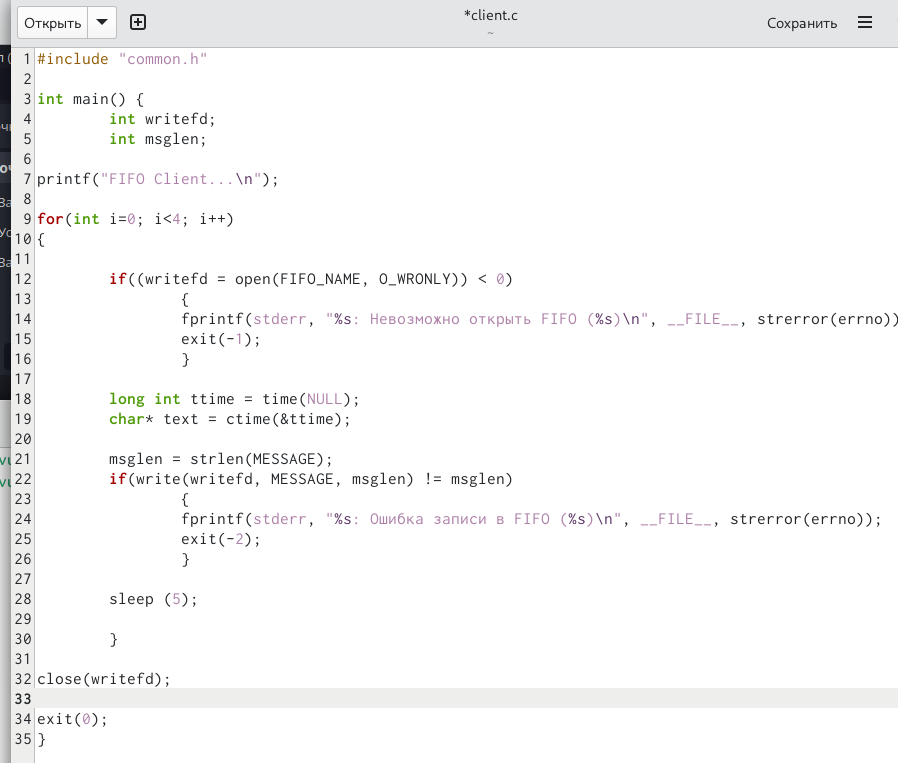 Открыть
*client.c
~
Сохранить
1 #include "common.h"
2
3 int main() {
4 int writefd;
5 int msglen;
6
7 printf("FIFO Client...\n");
8
9 for(int i=0; i<4; i++)
10 {
11
12 if((writefd = open(FIFO_NAME, O_WRONLY)) < 0)
13 {
14 fprintf(stderr, "%s: Невозможно открыть FIFO (%s)\n", __FILE__, strerror(errno))
15 exit(-1);
16 }
17
18 long int ttime = time(NULL);
19 char* text = ctime(&ttime);
20
21 msglen = strlen(MESSAGE);
22 if(write(writefd, MESSAGE, msglen) != msglen)
23 {
24 fprintf(stderr, "%s: Ошибка записи в FIFO (%s)\n", __FILE__, strerror(errno));
25 exit(-2);
26 }
27
28 sleep (5);
29
30 }
31
32 close(writefd);
33
34 exit(0);
35 }